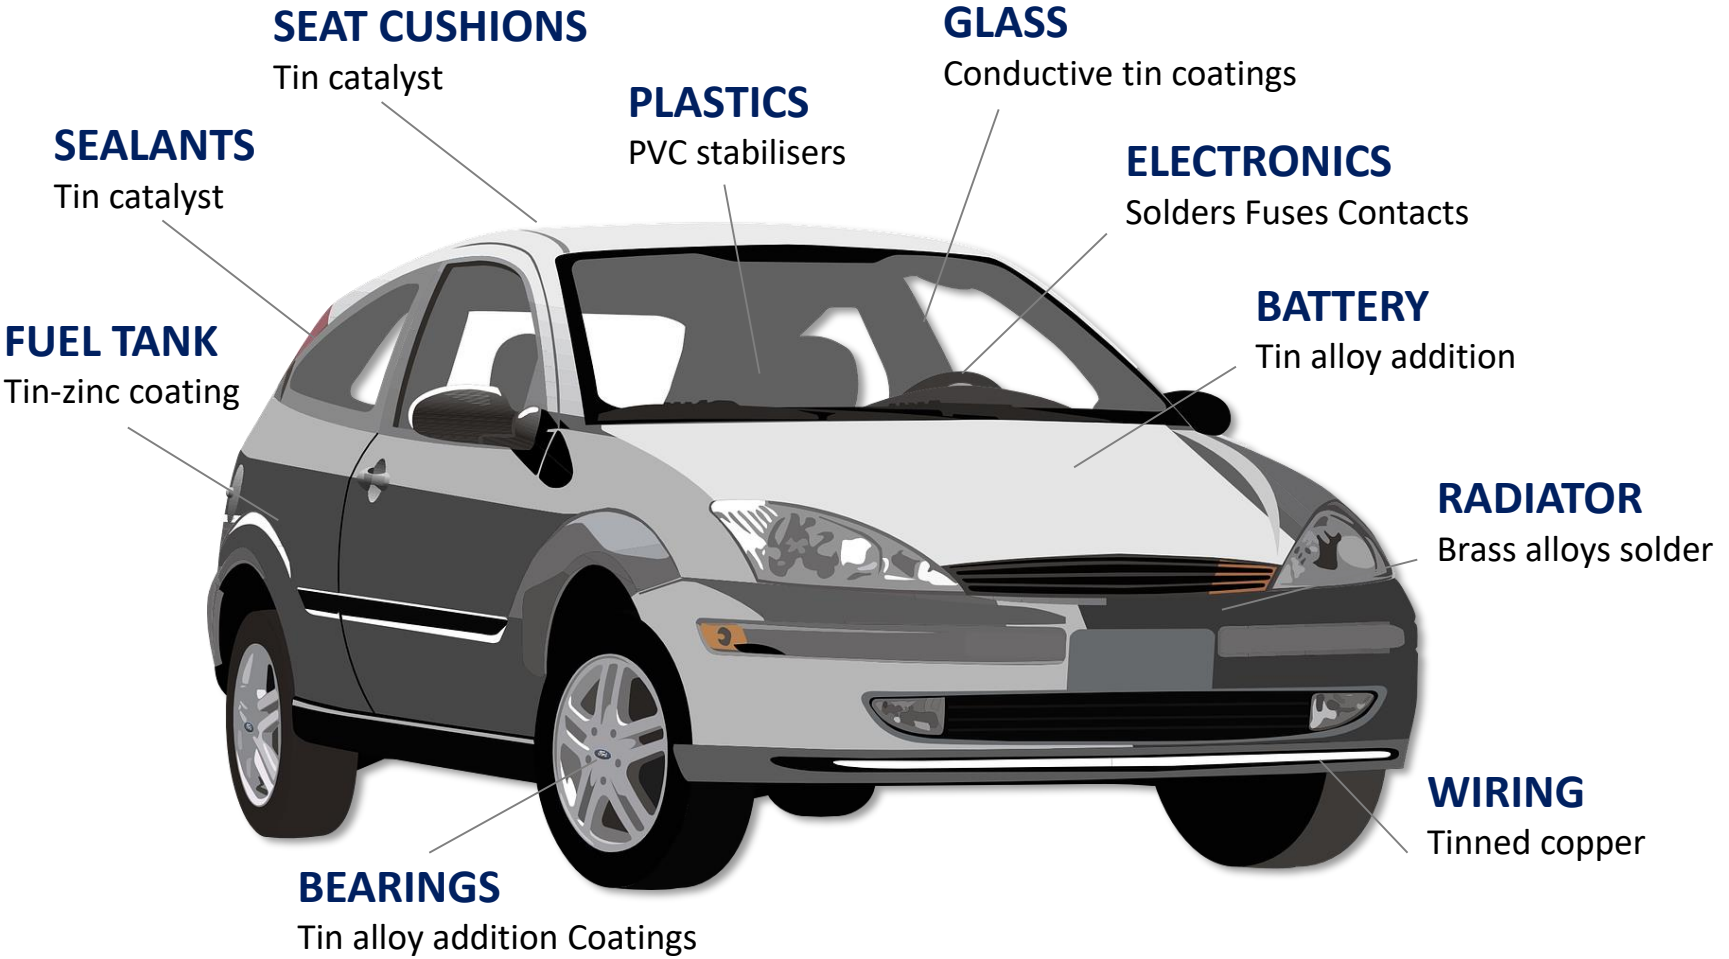 SEAT CUSHIONS
Tin catalyst
GLASS
Conductive tin coatings
PLASTICS
PVC stabilisers
SEALANTS
Tin catalyst
ELECTRONICS
Solders Fuses Contacts
FUEL TANK
Tin-zinc coating
BATTERY
Tin alloy addition
RADIATOR
Brass alloys solder
WIRING
Tinned copper
BEARINGS
Tin alloy addition Coatings